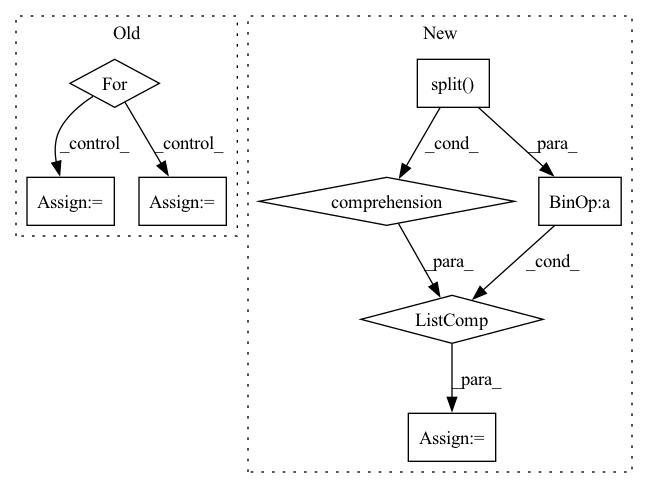 Old
New
For
split()
_control_
_control_
_cond_
_para_
Assign:=
Assign:=
comprehension
BinOp:a
_para_
_cond_
ListComp
_para_
Assign:=